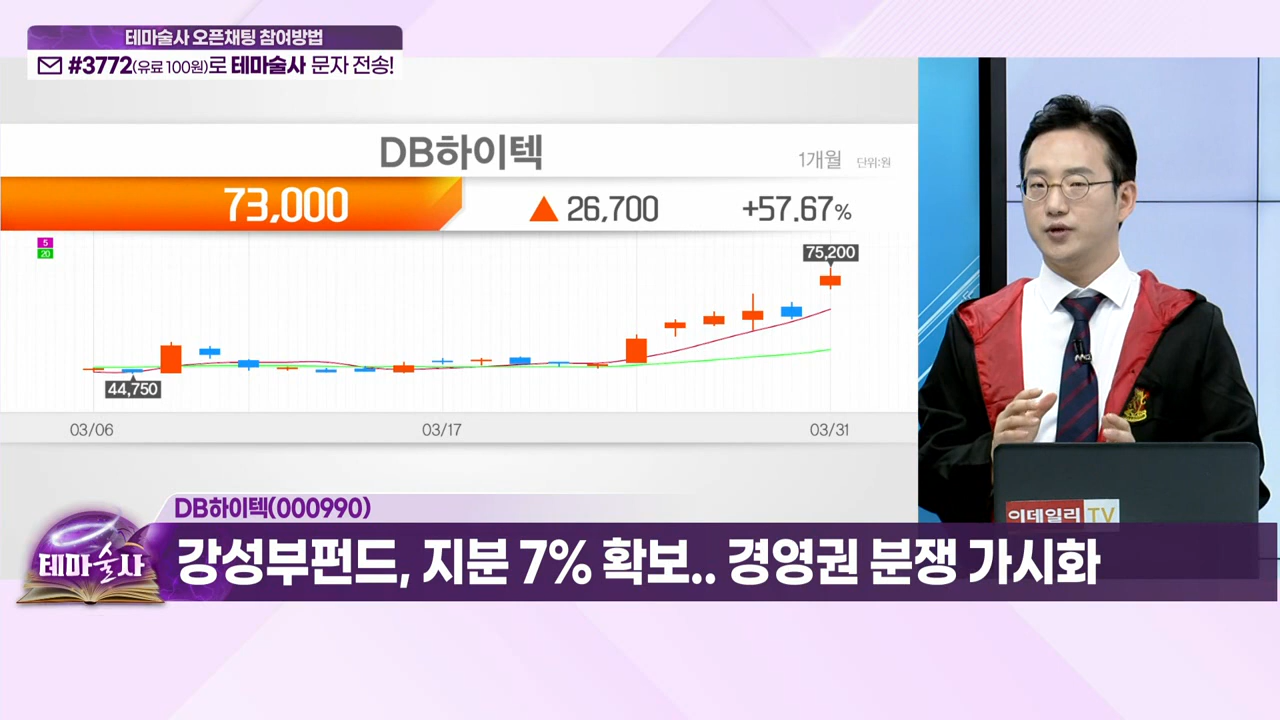 테마술사 오픈채팅 참여방법
#3772(유료 100원)로 테마술사 문자 전송!
DB하이텍
1개월 단위:원
73,000 ▲ 26,700 +57.67%
5
20
75,200
44,750
03/06 03/17 03/31
이데일리 TV
DB하이텍(000990)
테마술사
강성부펀드, 지분 7% 확보.. 경영권 분쟁 가시화